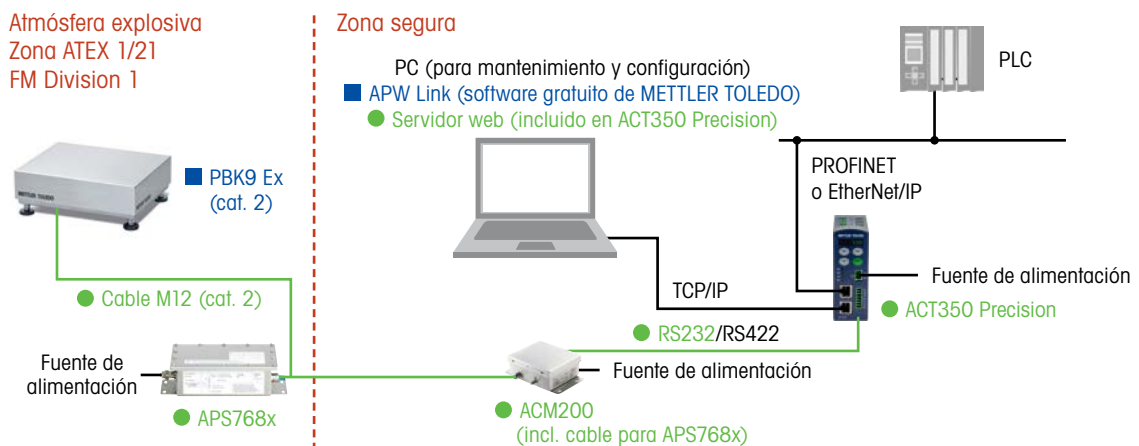 Atmósfera explosiva
Zona ATEX 1/21
FM Division 1
Zona segura
PC (para mantenimiento y configuración)
APW Link (software gratuito de METTLER TOLEDO)
Servidor web (incluido en ACT350 Precision)
PLC
PROFINET
o EtherNet/IP
METTLER TOLEDO
PBK9 Ex
(cat. 2)
Cable M12 (cat. 2)
TCP/IP
Fuente de alimentación
ACT350 Precision
RS232/RS422
Fuente de
alimentación
Fuente de alimentación
APS768x
ACM200
(incl. cable para APS768x)